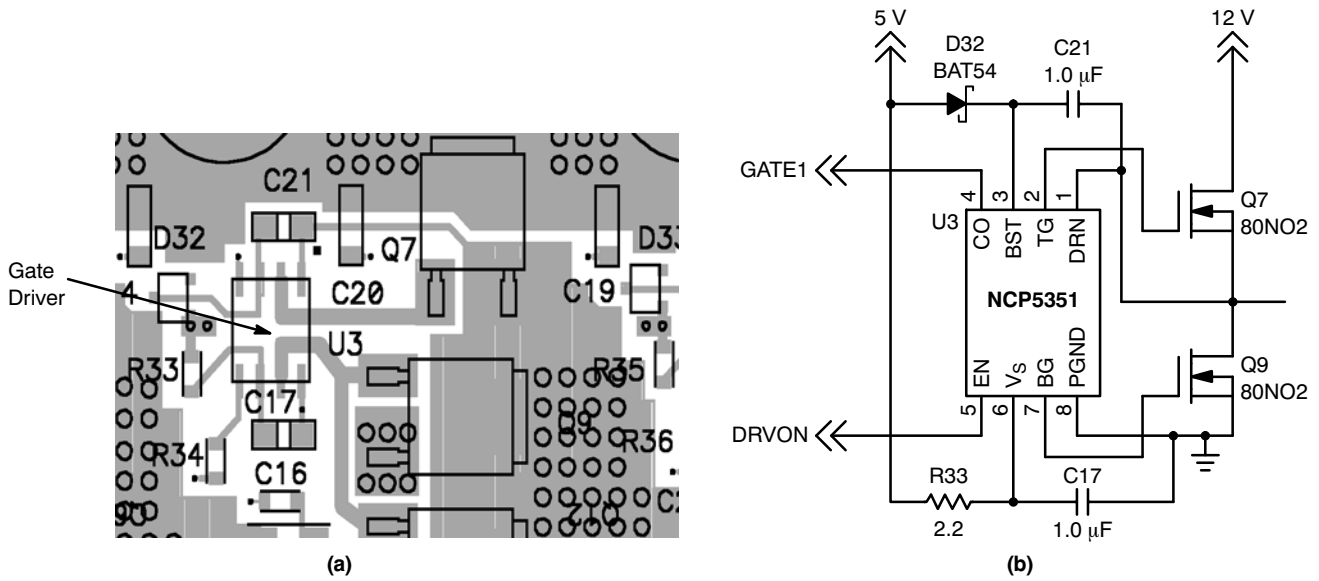 C21
D32
Q7
D33
Gate
Driver
4
C20
C19
U3
R33
R35
C17
Q9
R34
R36
C16
Q12
(a)
5 V
12 V
D32
BAT54
C21
1.0 μF
GATE1
4
3
2
1
U3
CO
BST
TG
DRN
Q7
80NO2
NCP5351
EN
VS
BG
PGND
Q9
80NO2
5
6
7
8
DRVON
R33
2.2
C17
1.0 μF
(b)